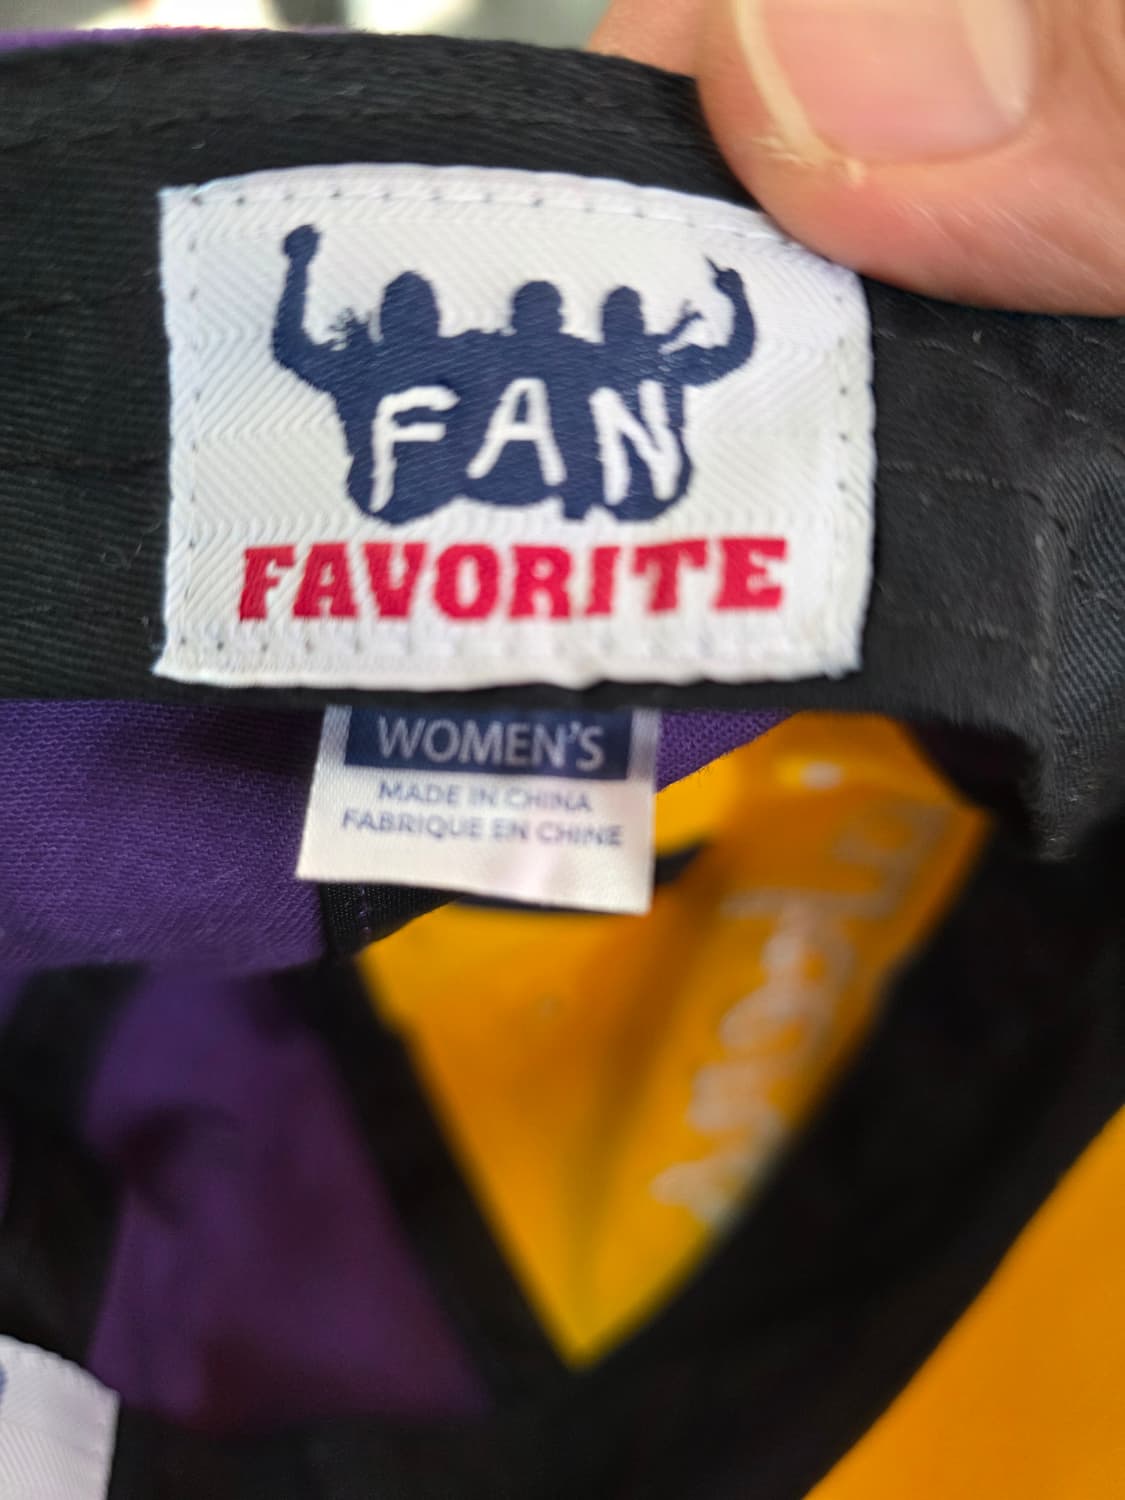 FAN
FAVORITE
WOMEN'S
MADE IN CHINA
FABRIQUE EN CHINE